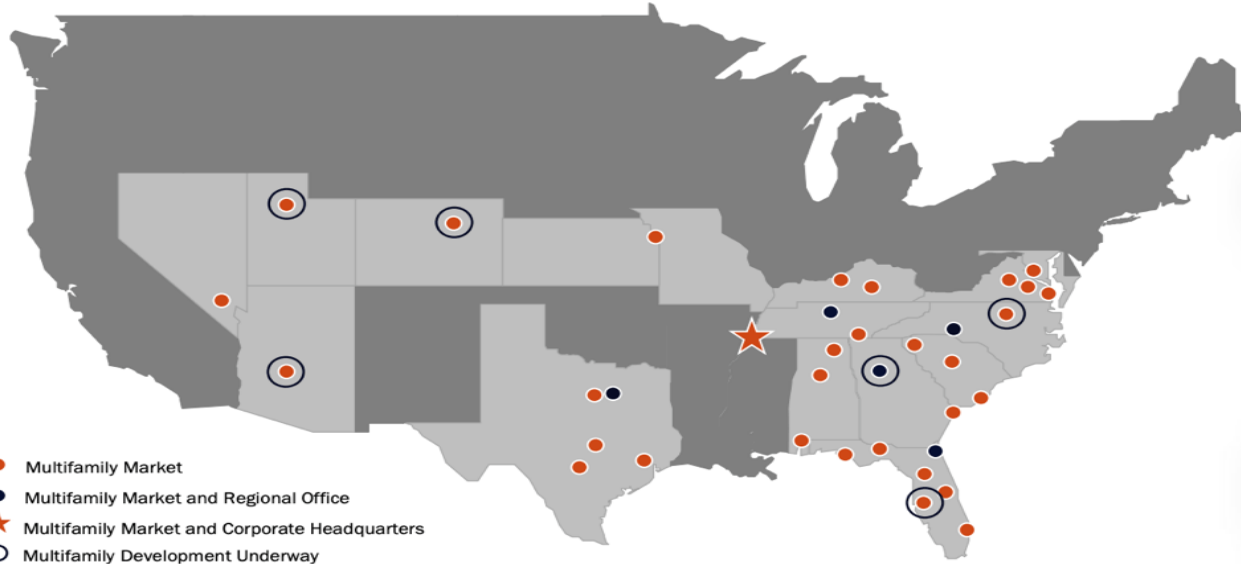 Multifamily Market
Multifamily Market and Regional Office
Multifamily Market and Corporate Headquarters
Multifamily Development Underway